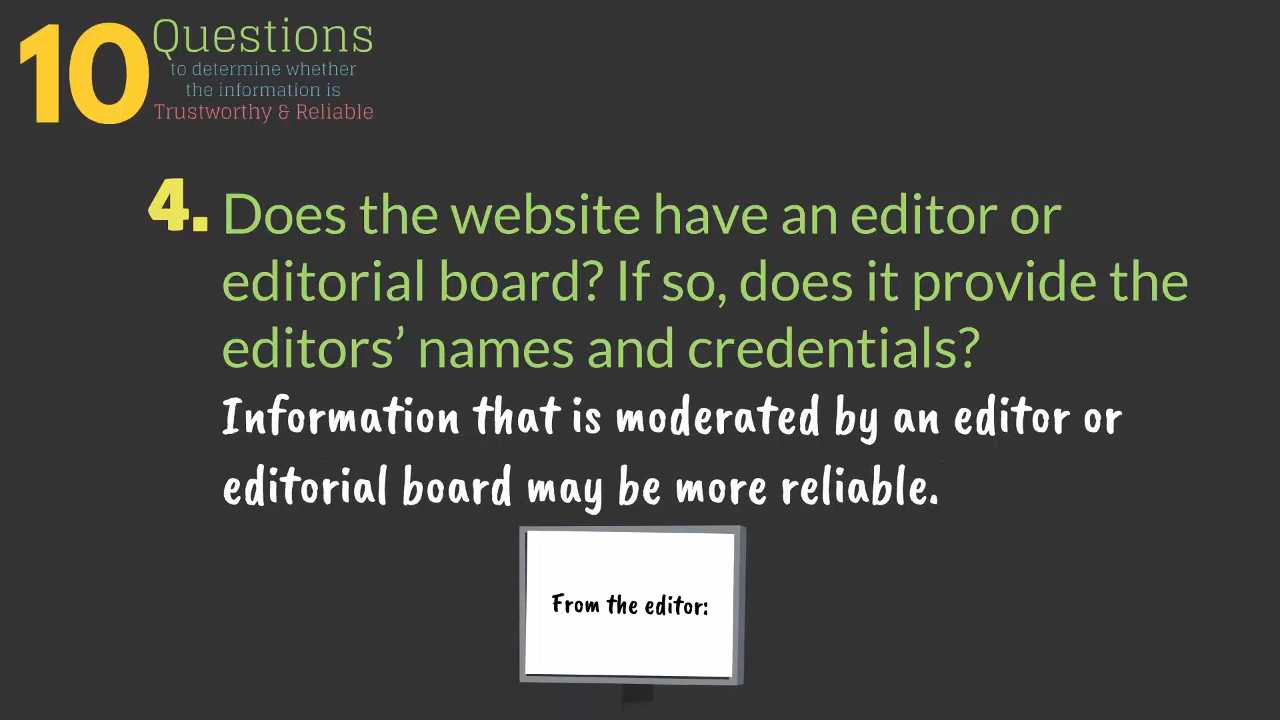 10 Questions
to determine whether
the information is
Trustworthy & Reliable
4. Does the website have an editor or
editorial board? If so, does it provide the
editors’ names and credentials?
Information that is moderated by an editor or
editorial board may be more reliable.
From the editor: